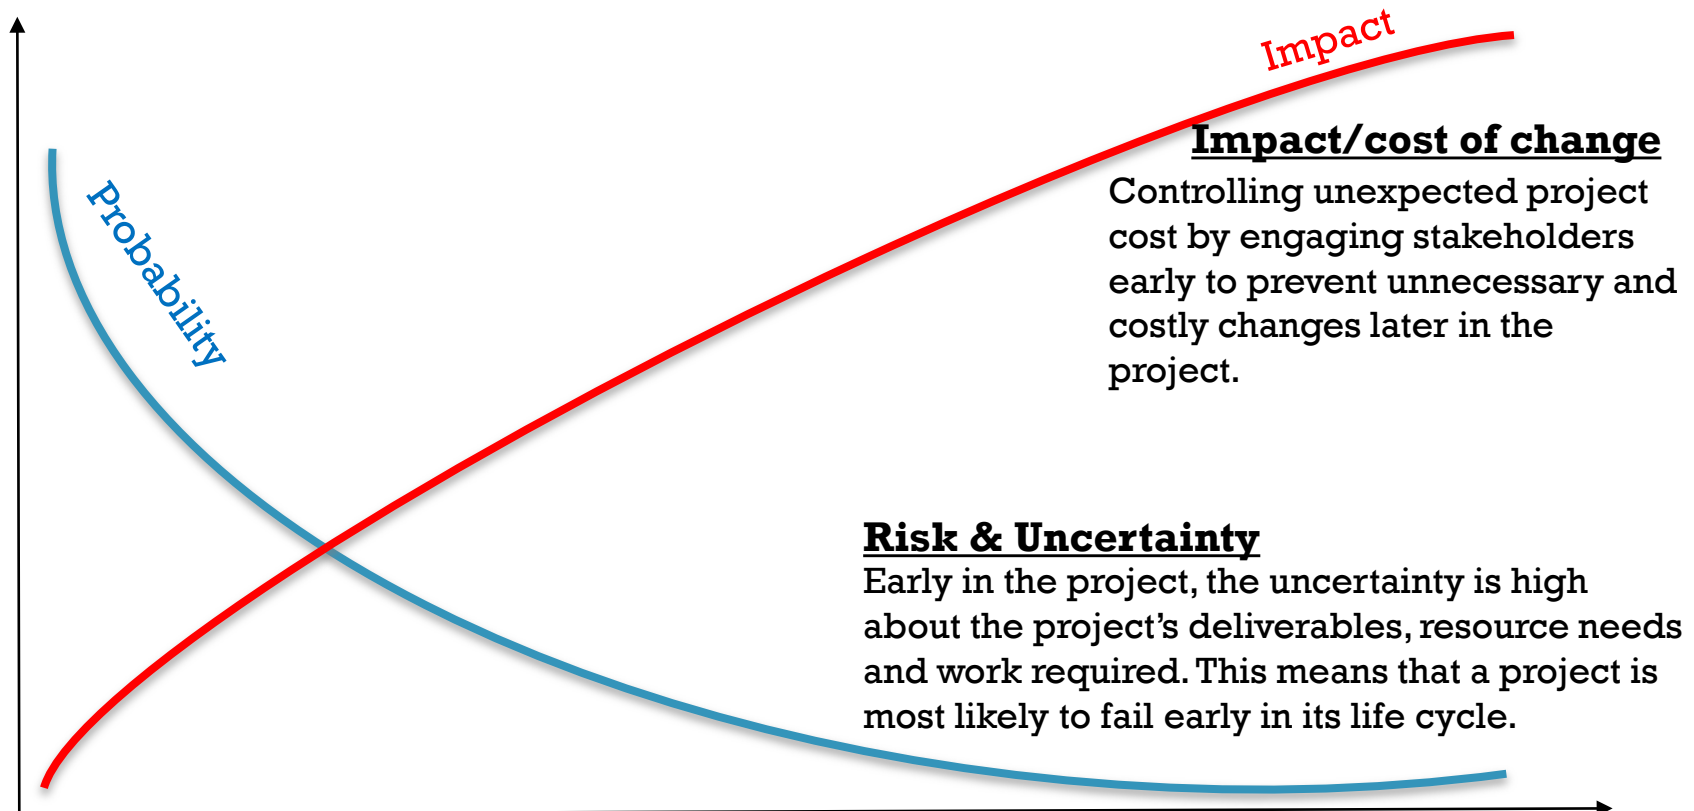 Impact
Impact/cost of change
Controlling unexpected project
cost by engaging stakeholders
early to prevent unnecessary and
costly changes later in the
project.
Probability
Risk & Uncertainty
Early in the project, the uncertainty is high
about the project’s deliverables, resource needs
and work required. This means that a project is
most likely to fail early in its life cycle.